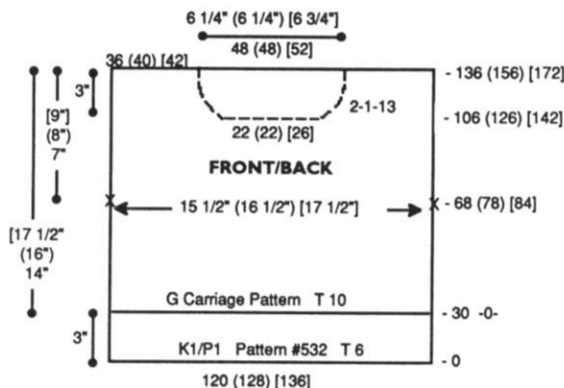 6 1/4" (6 1/4") [6 3/4"]
48 (48) [52]
36 (40) [42]
- 136 (156) [172]
3"
2-1-13
- 106 (126) [142]
22 (22) [26]
[9"]
(8")
7"
FRONT/BACK
X
15 1/2" (16 1/2") [17 1/2"]
X
- 68 (78) [84]
[17 1/2"
(16")
14"
G Carriage Pattern T 10
- 30 -0-
3"
K1/P1 Pattern #532 T 6
- 0
120 (128) [136]